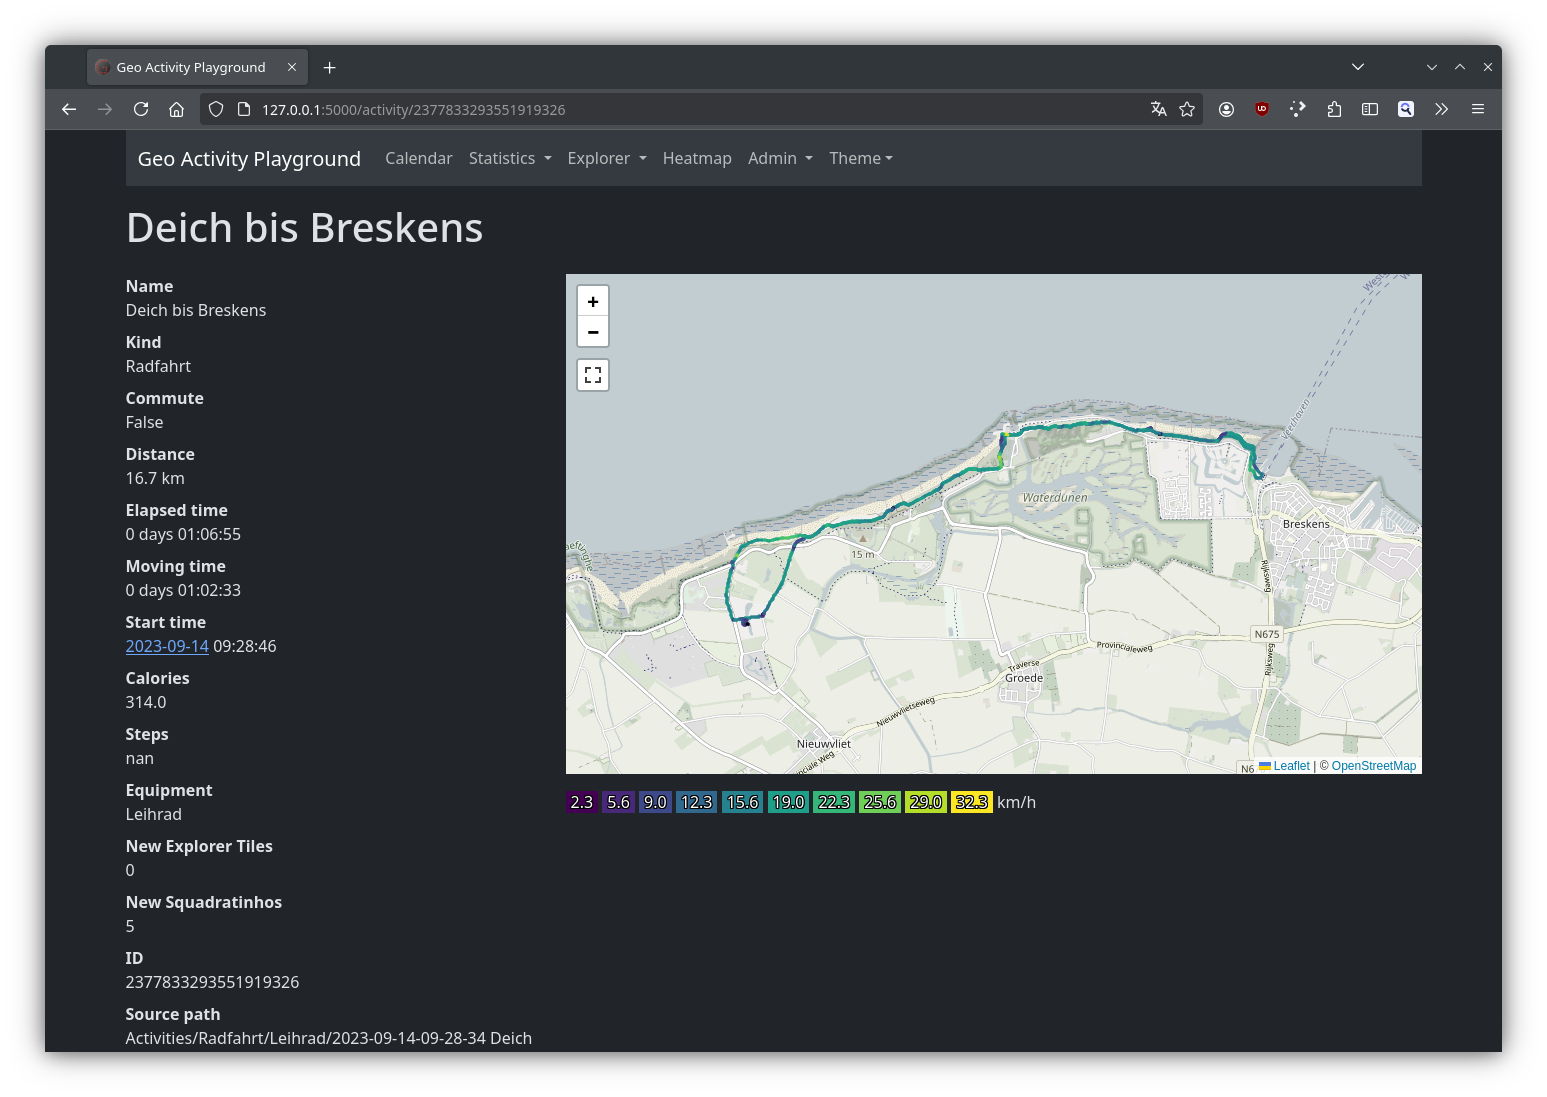 Geo Activity Playground
127.0.0.1:5000/activity/2377833293551919326
Geo Activity Playground Calendar Statistics Explorer Heatmap Admin Theme
Deich bis Breskens
Name
Deich bis Breskens
Kind
Radfahrt
Commute
False
Distance
16.7 km
Elapsed time
0 days 01:06:55
Moving time
0 days 01:02:33
Start time
2023-09-14 09:28:46
Calories
314.0
Steps
nan
Equipment
Leihrad
New Explorer Tiles
0
New Squadratinhos
5
ID
2377833293551919326
Source path
Activities/Radfahrt/Leihrad/2023-09-14-09-28-34 Deich
+
−
Veerhaven
Waterdunen
Breskens
15 m
Rijksweg
N675
Provincialeweg
Rijksweg
Traverse
Groede
Nieuwvlietseweg
Nieuwvliet
Leaflet | © OpenStreetMap
2.3 5.6 9.0 12.3 15.6 19.0 22.3 25.6 29.0 32.3 km/h